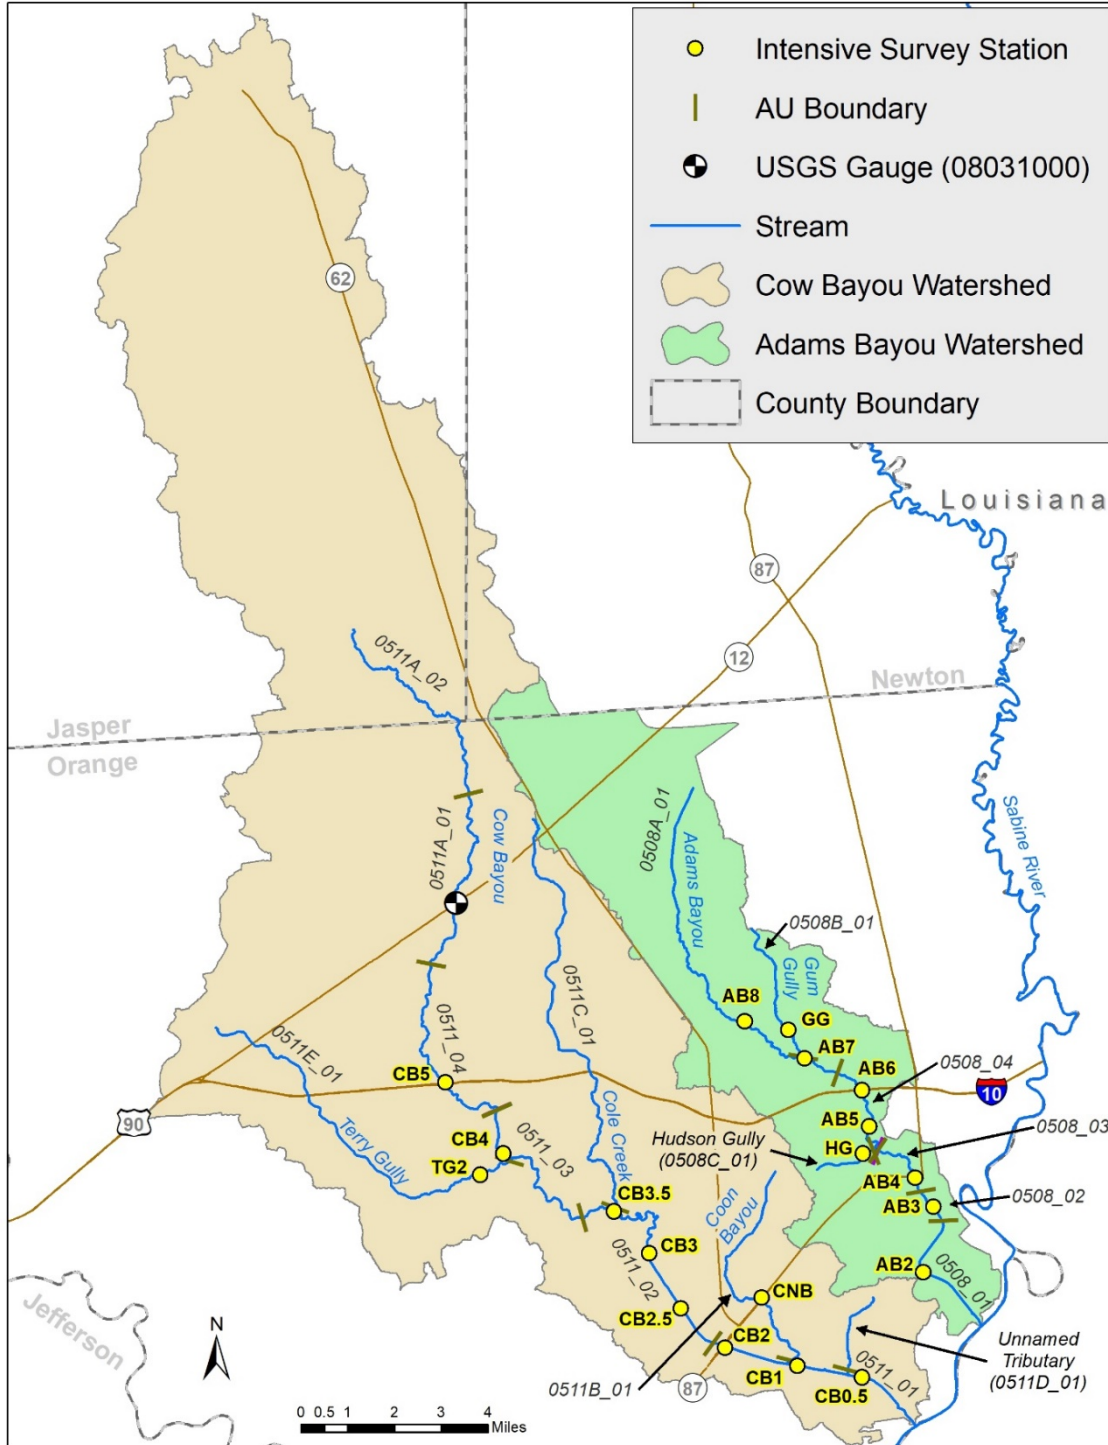 Intensive Survey Station
AU Boundary
USGS Gauge (08031000)
Stream
Cow Bayou Watershed
Adams Bayou Watershed
County Boundary
62
Louisiana
87
12
0511A_02
Newton
Jasper
Orange
Sabine River
0511A_01
Cow Bayou
0508A_01
Adams Bayou
0508B_01
Gum
Gully
0511C_01
AB8
GG
0511_04
0511E_01
AB7
0508_04
CB5
AB6
10
90
AB5
Cole Creek
Terry Gully
Hudson Gully
(0508C_01)
HG
0508_03
CB4
0511_03
TG2
AB4
CB3.5
AB3
0508_02
Coon
Bayou
CB3
0511_02
AB2
0508_01
Jefferson
CNB
CB2.5
N
CB2
Unnamed
Tributary
(0511D_01)
0511B_01
CB1
0511_01
87
CB0.5
0 0.5 1 2 3 4
Miles